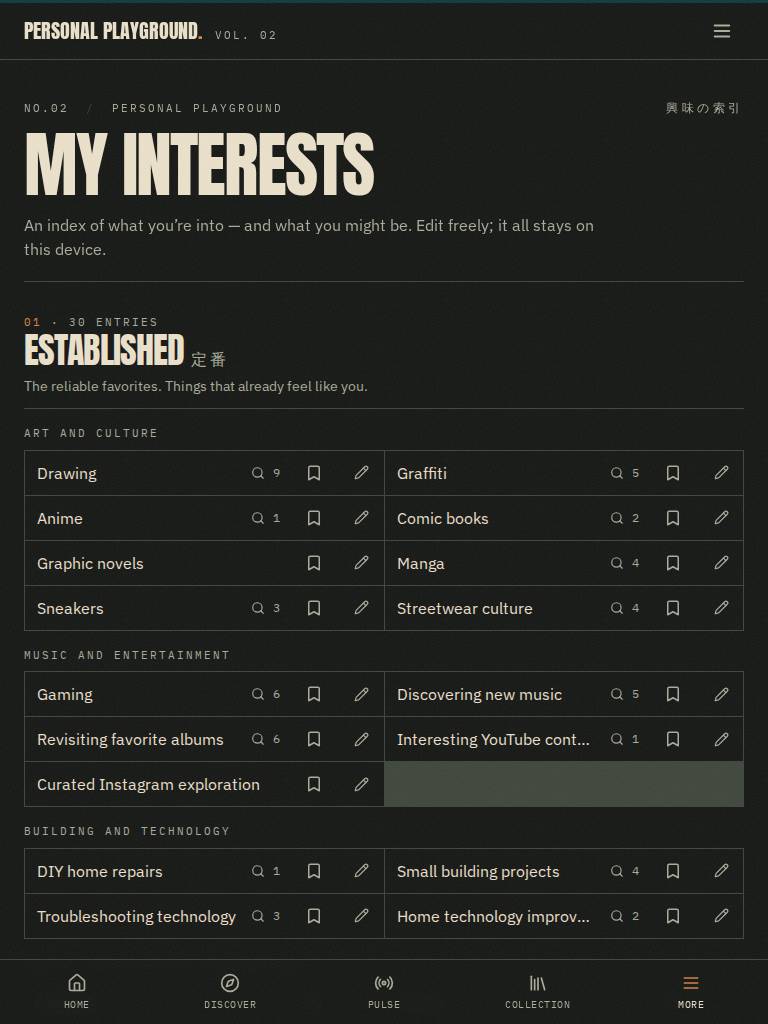 PERSONAL PLAYGROUND. VOL. 02
NO.02 / PERSONAL PLAYGROUND 興味の索引
MY INTERESTS
An index of what you’re into — and what you might be. Edit freely; it all stays on
this device.
01 · 30 ENTRIES
ESTABLISHED 定番
The reliable favorites. Things that already feel like you.
ART AND CULTURE
Drawing 9 Graffiti 5
Anime 1 Comic books 2
Graphic novels Manga 4
Sneakers 3 Streetwear culture 4
MUSIC AND ENTERTAINMENT
Gaming 6 Discovering new music 5
Revisiting favorite albums 6 Interesting YouTube cont... 1
Curated Instagram exploration
BUILDING AND TECHNOLOGY
DIY home repairs 1 Small building projects 4
Troubleshooting technology 3 Home technology improv... 2
HOME DISCOVER PULSE COLLECTION MORE